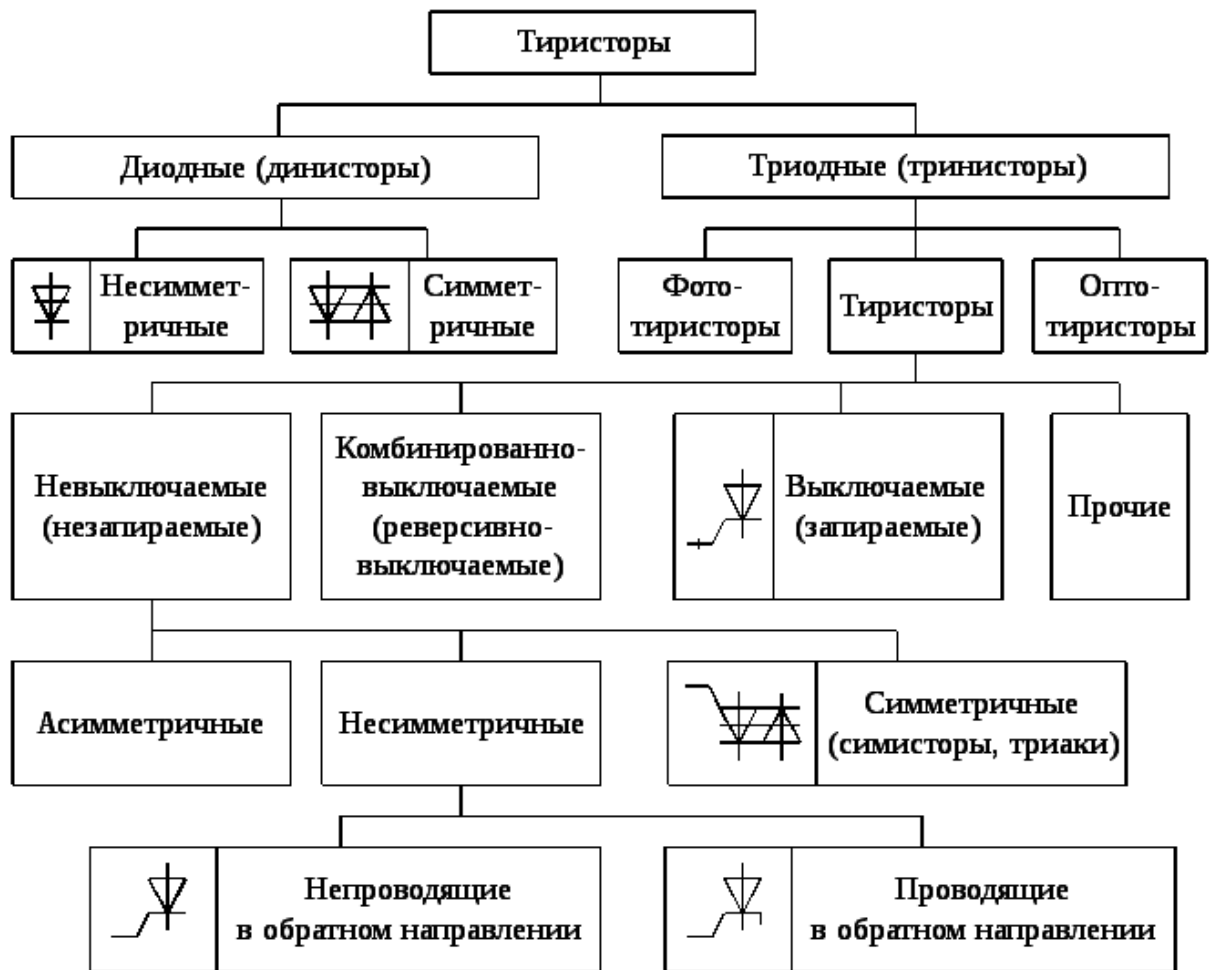 Тиристоры
Диодные (динисторы)
Триодные (тринисторы)
Несиммет-
ричные
Симмет-
ричные
Фото-
тиристоры
Тиристоры
Опто-
тиристоры
Невыключаемые
(незапираемые)
Комбинированно-
выключаемые
(реверсивно-
выключаемые)
Выключаемые
(запираемые)
Прочие
Асимметричные
Несимметричные
Симметричные
(симисторы, триаки)
Непроводящие
в обратном направлении
Проводящие
в обратном направлении